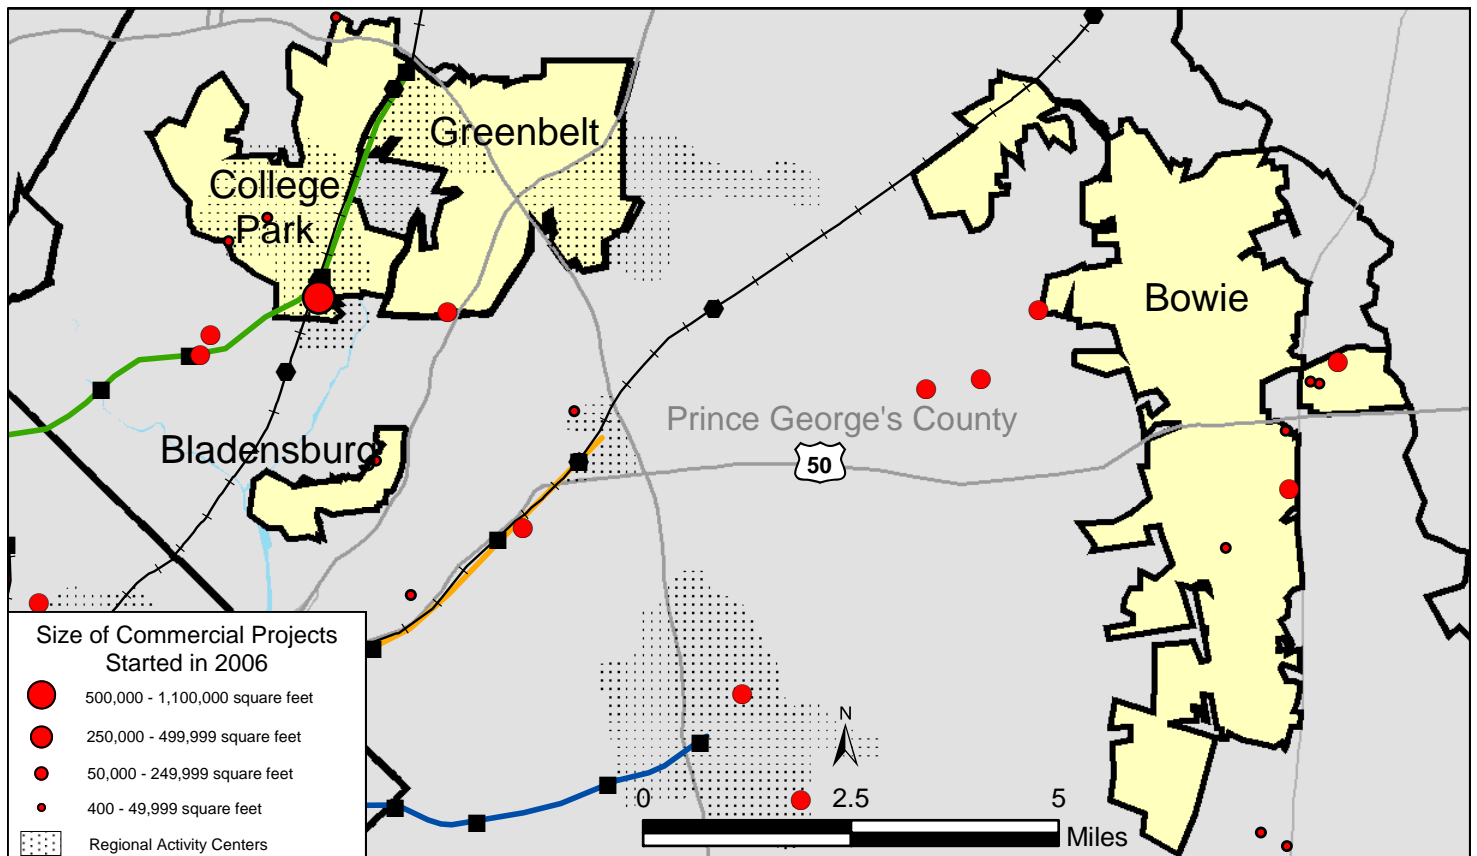 Greenbelt
College
Park
Bowie
Prince George's County
50
Bladensburg
Size of Commercial Projects
Started in 2006
500,000 - 1,100,000 square feet
250,000 - 499,999 square feet
50,000 - 249,999 square feet
400 - 49,999 square feet
Regional Activity Centers
N
0 2.5 5
Miles